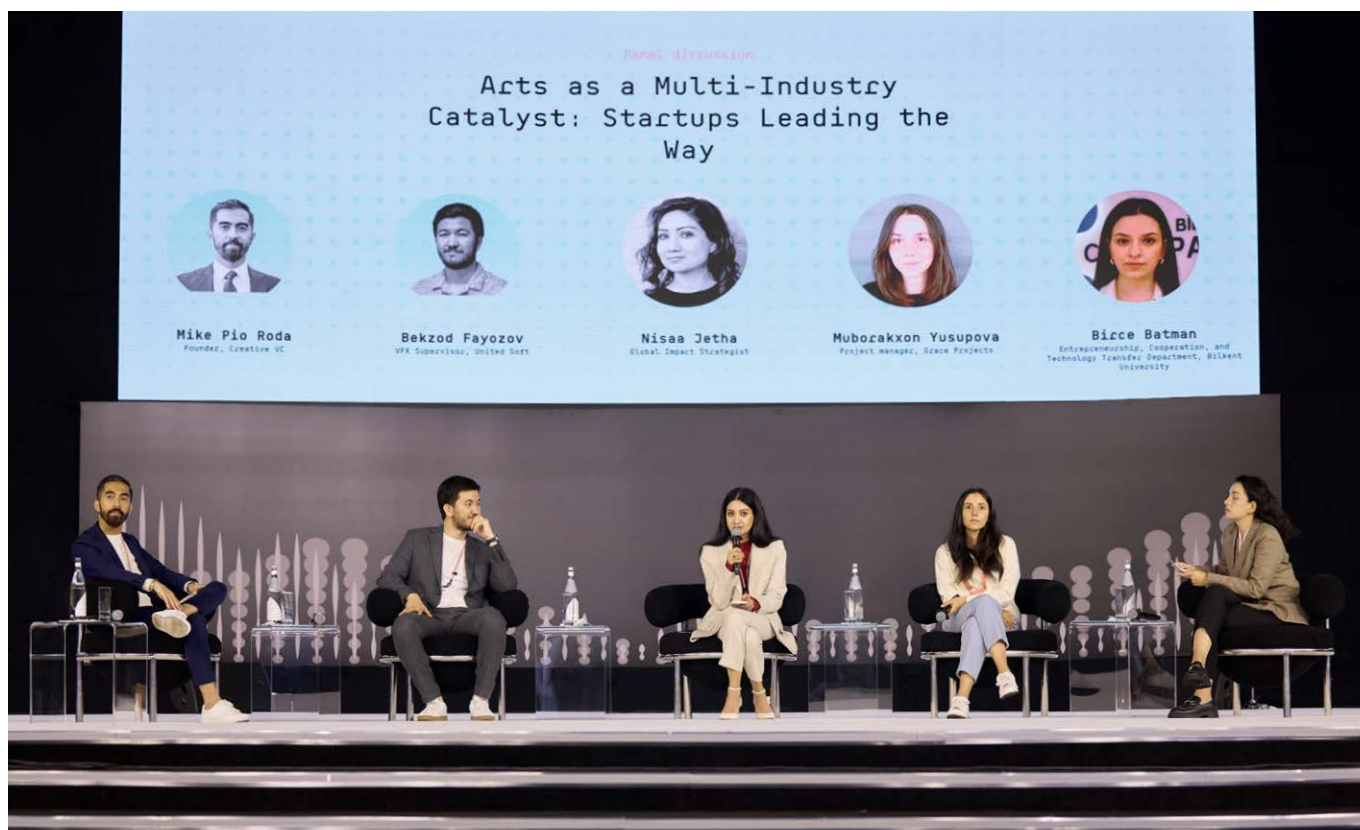 Panel discussion
Arts as a Multi-Industry
Catalyst: Startups Leading the
Way
Mike Pio Roda
Founder, Creative VC
Bekzod Fayozov
VFX Supervisor, United Soft
Nisaa Jetha
Global Impact Strategist
Muborakxon Yusupova
Project manager, Grace Projects
Birce Batman
Entrepreneurship, Cooperation, and
Technology Transfer Department, Bilkent
University